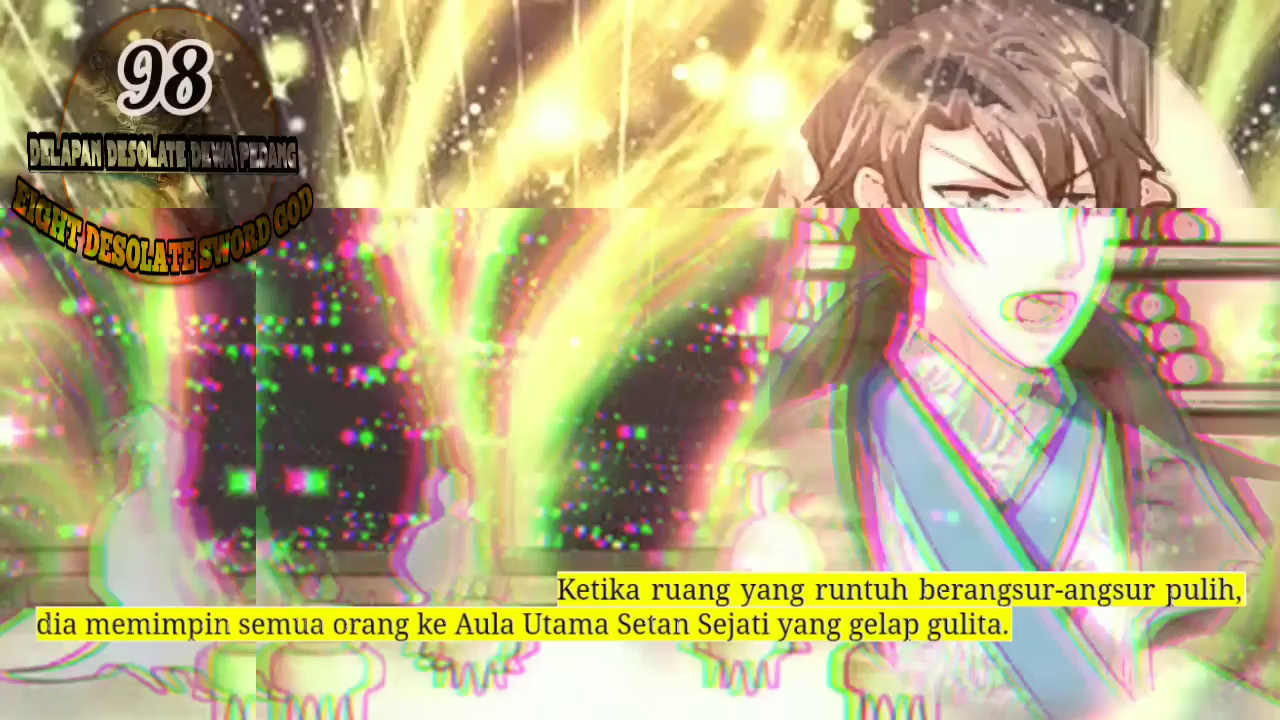 98
DELAPAN DESOLATE DEWA PEDANG
EIGHT DESOLATE SWORD GOD
Ketika ruang yang runtuh berangsur-angsur pulih,
dia memimpin semua orang ke Aula Utama Setan Sejati yang gelap gulita.